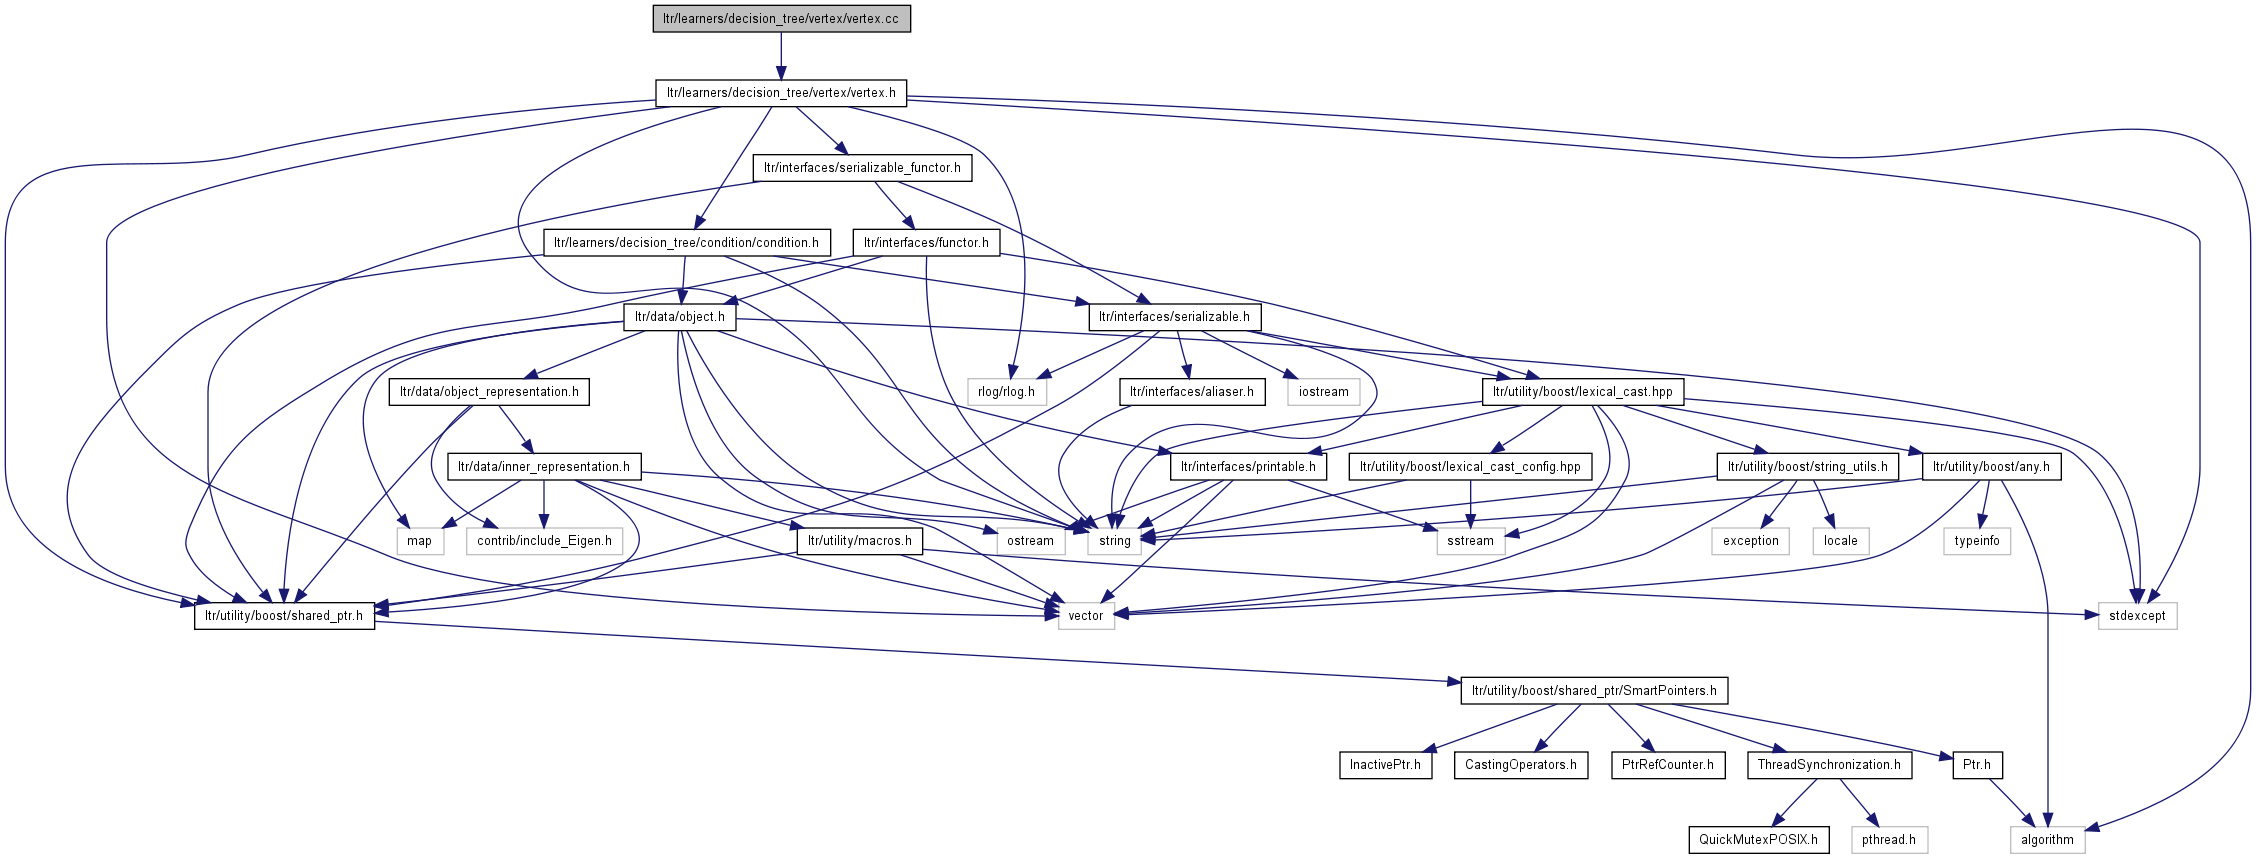 ltr/learners/decision_tree/vertex/vertex.cc
ltr/learners/decision_tree/vertex/vertex.h
ltr/interfaces/serializable_functor.h
ltr/learners/decision_tree/condition/condition.h
ltr/interfaces/functor.h
ltr/data/object.h
ltr/interfaces/serializable.h
ltr/data/object_representation.h
rlog/rlog.h
ltr/interfaces/aliaser.h
iostream
ltr/utility/boost/lexical_cast.hpp
ltr/data/inner_representation.h
ltr/interfaces/printable.h
ltr/utility/boost/lexical_cast_config.hpp
ltr/utility/boost/string_utils.h
ltr/utility/boost/any.h
map
contrib/include_Eigen.h
ltr/utility/macros.h
ostream
string
sstream
exception
locale
typeinfo
ltr/utility/boost/shared_ptr.h
vector
stdexcept
ltr/utility/boost/shared_ptr/SmartPointers.h
InactivePtr.h
CastingOperators.h
PtrRefCounter.h
ThreadSynchronization.h
Ptr.h
QuickMutexPOSIX.h
pthread.h
algorithm